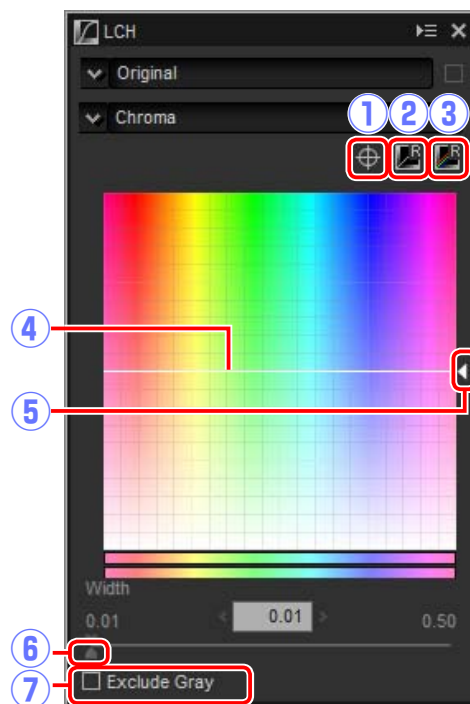 LCH
Original
Chroma
1 2 3
R R
4
5
Width
0.01 0.01 0.50
6
7 Exclude Gray